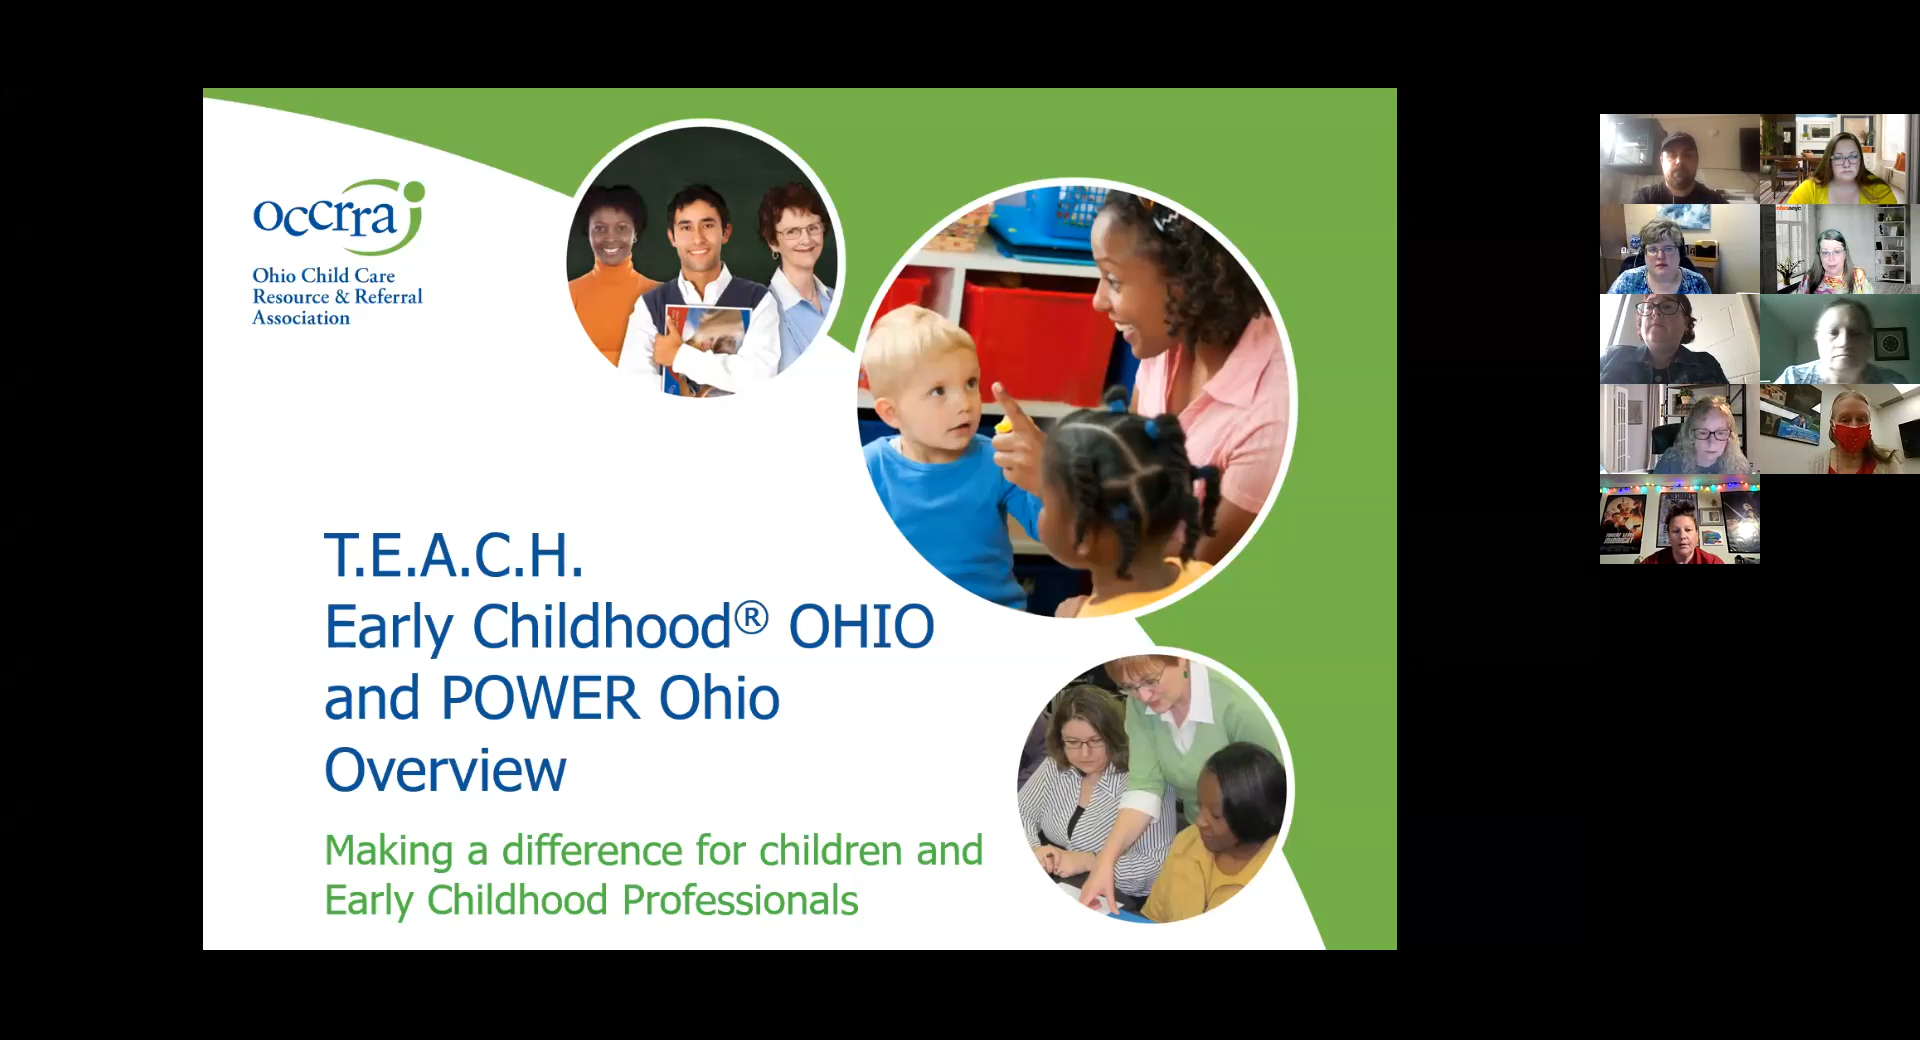 occrra
Ohio Child Care
Resource & Referral
Association
T.E.A.C.H.
Early Childhood® OHIO
and POWER Ohio
Overview
Making a difference for children and
Early Childhood Professionals
MIDNIGHT